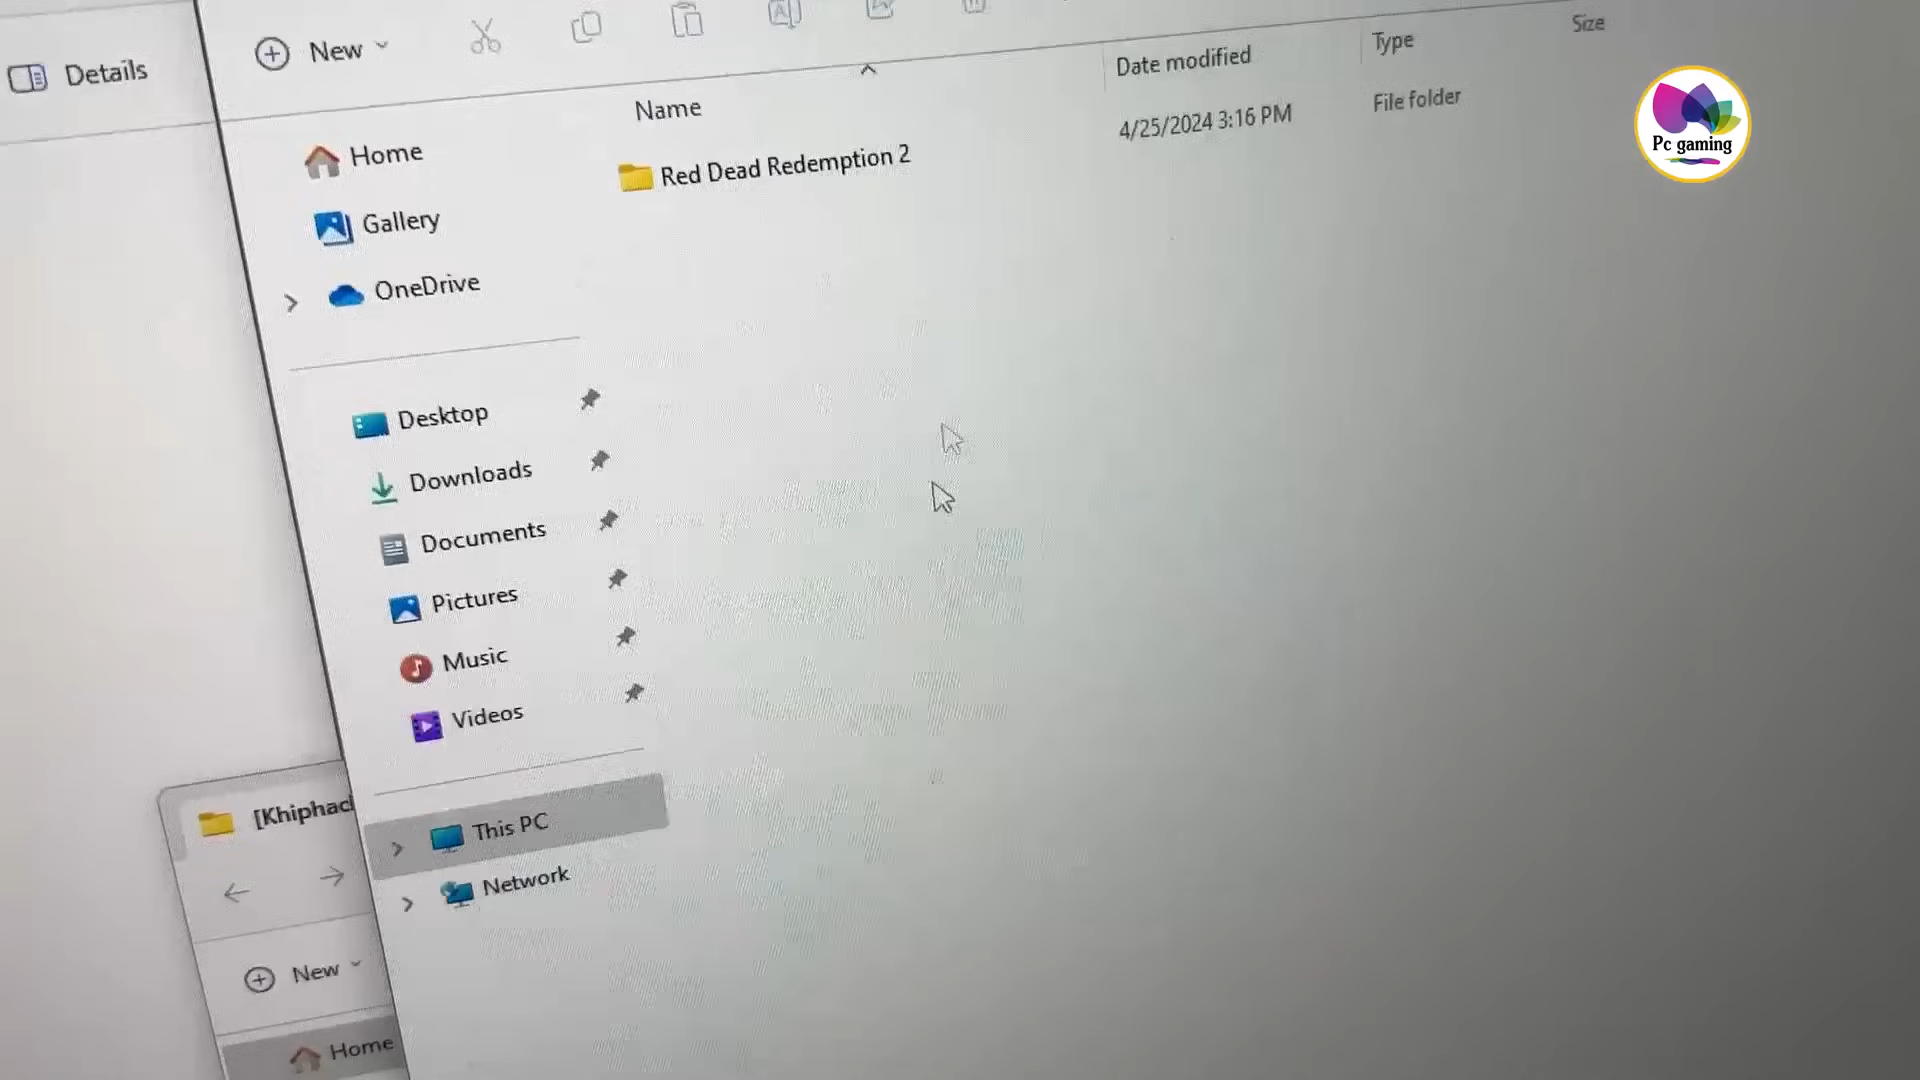 Details
New
Name
Date modified
Type
Size
Red Dead Redemption 2
4/25/2024 3:16 PM
File folder
Pc gaming
Home
Gallery
OneDrive
Desktop
Downloads
Documents
Pictures
Music
Videos
This PC
Network
[Khiphac
New
Home